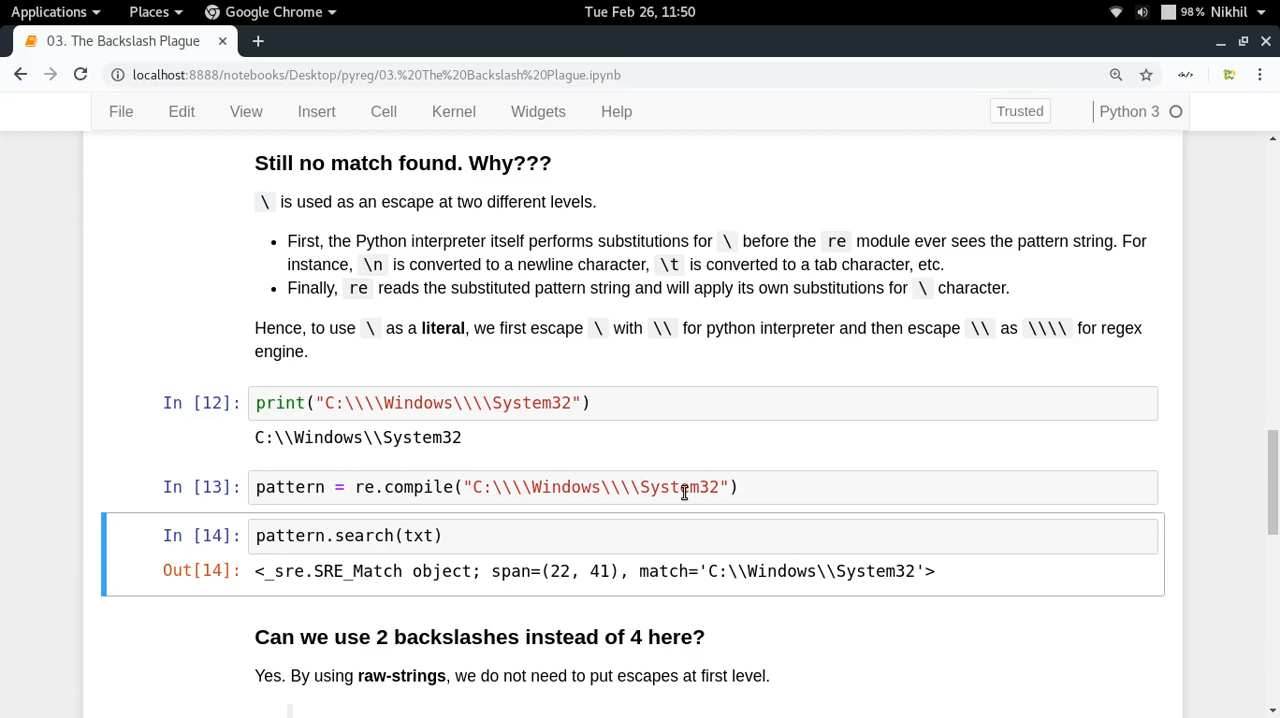 Applications Places Google Chrome Tue Feb 26, 11:50 98% Nikhil
03. The Backslash Plague
localhost:8888/notebooks/Desktop/pyreg/03.%20The%20Backslash%20Plague.ipynb
File Edit View Insert Cell Kernel Widgets Help Trusted Python 3
Still no match found. Why???
\ is used as an escape at two different levels.
• First, the Python interpreter itself performs substitutions for \ before the re module ever sees the pattern string. For
instance, \n is converted to a newline character, \t is converted to a tab character, etc.
• Finally, re reads the substituted pattern string and will apply its own substitutions for \ character.
Hence, to use \ as a literal, we first escape \ with \\ for python interpreter and then escape \\ as \\\\ for regex
engine.
In [12]: print("C:\\\\Windows\\\\System32")
C:\\Windows\\System32
In [13]: pattern = re.compile("C:\\\\Windows\\\\System32")
In [14]: pattern.search(txt)
Out[14]: <_sre.SRE_Match object; span=(22, 41), match='C:\\Windows\\System32'>
Can we use 2 backslashes instead of 4 here?
Yes. By using raw-strings, we do not need to put escapes at first level.